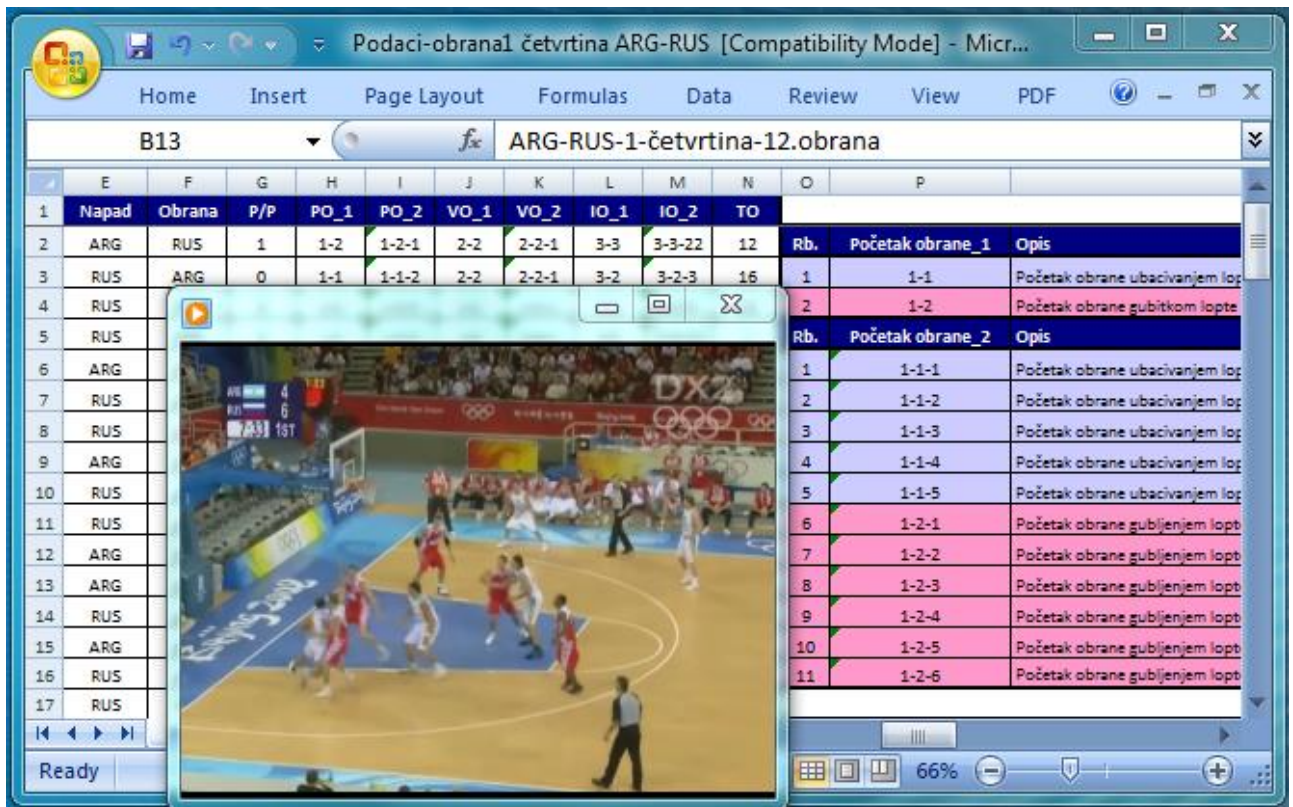 Podaci-obrana1 četvrtina ARG-RUS [Compatibility Mode] - Micr...
Home Insert Page Layout Formulas Data Review View PDF
B13 fx ARG-RUS-1-četvrtina-12.obrana
E F G H I J K L M N O P
1 Napad Obrana P/P PO_1 PO_2 VO_1 VO_2 IO_1 IO_2 TO
2 ARG RUS 1 1-2 1-2-1 2-2 2-2-1 3-3 3-3-22 12 Rb. Početak obrane_1 Opis
3 RUS ARG 0 1-1 1-1-2 2-2 2-2-1 3-2 3-2-3 16 1 1-1 Početak obrane ubacivanjem lop
4 RUS 2 1-2 Početak obrane gubitkom lopte
5 RUS Rb. Početak obrane_2 Opis
6 ARG 1 1-1-1 Početak obrane ubacivanjem lop
7 RUS 2 1-1-2 Početak obrane ubacivanjem lop
8 RUS 3 1-1-3 Početak obrane ubacivanjem lop
9 ARG 4 1-1-4 Početak obrane ubacivanjem lop
10 RUS 5 1-1-5 Početak obrane ubacivanjem lop
11 RUS 6 1-2-1 Početak obrane gubljenjem lopt
12 ARG 7 1-2-2 Početak obrane gubljenjem lopt
13 ARG 8 1-2-3 Početak obrane gubljenjem lopt
14 RUS 9 1-2-4 Početak obrane gubljenjem lopt
15 ARG 10 1-2-5 Početak obrane gubljenjem lopt
16 RUS 11 1-2-6 Početak obrane gubljenjem lopt
17 RUS
DX2
ARG 4
RUS 6
7:33 1ST
Beijing 2008
Ready 66%